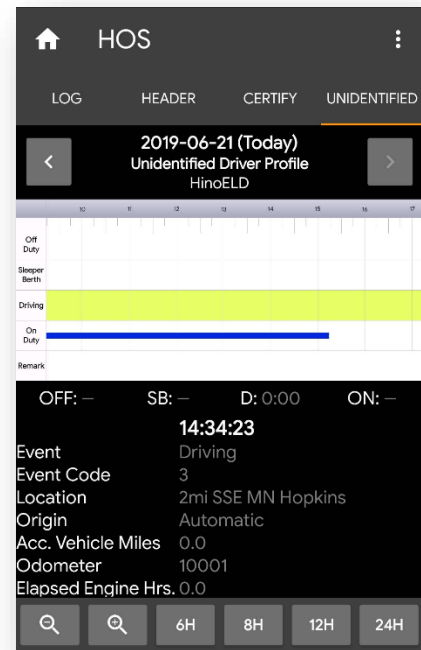 HOS
LOG HEADER CERTIFY UNIDENTIFIED
2019-06-21 (Today)
Unidentified Driver Profile
HinoELD
10 11 12 13 14 15 16 17
Off
Duty
Sleeper
Berth
Driving
On
Duty
Remark
OFF: – SB: – D: 0:00 ON: –
14:34:23
Event Driving
Event Code 3
Location 2mi SSE MN Hopkins
Origin Automatic
Acc. Vehicle Miles 0.0
Odometer 10001
Elapsed Engine Hrs. 0.0
6H 8H 12H 24H